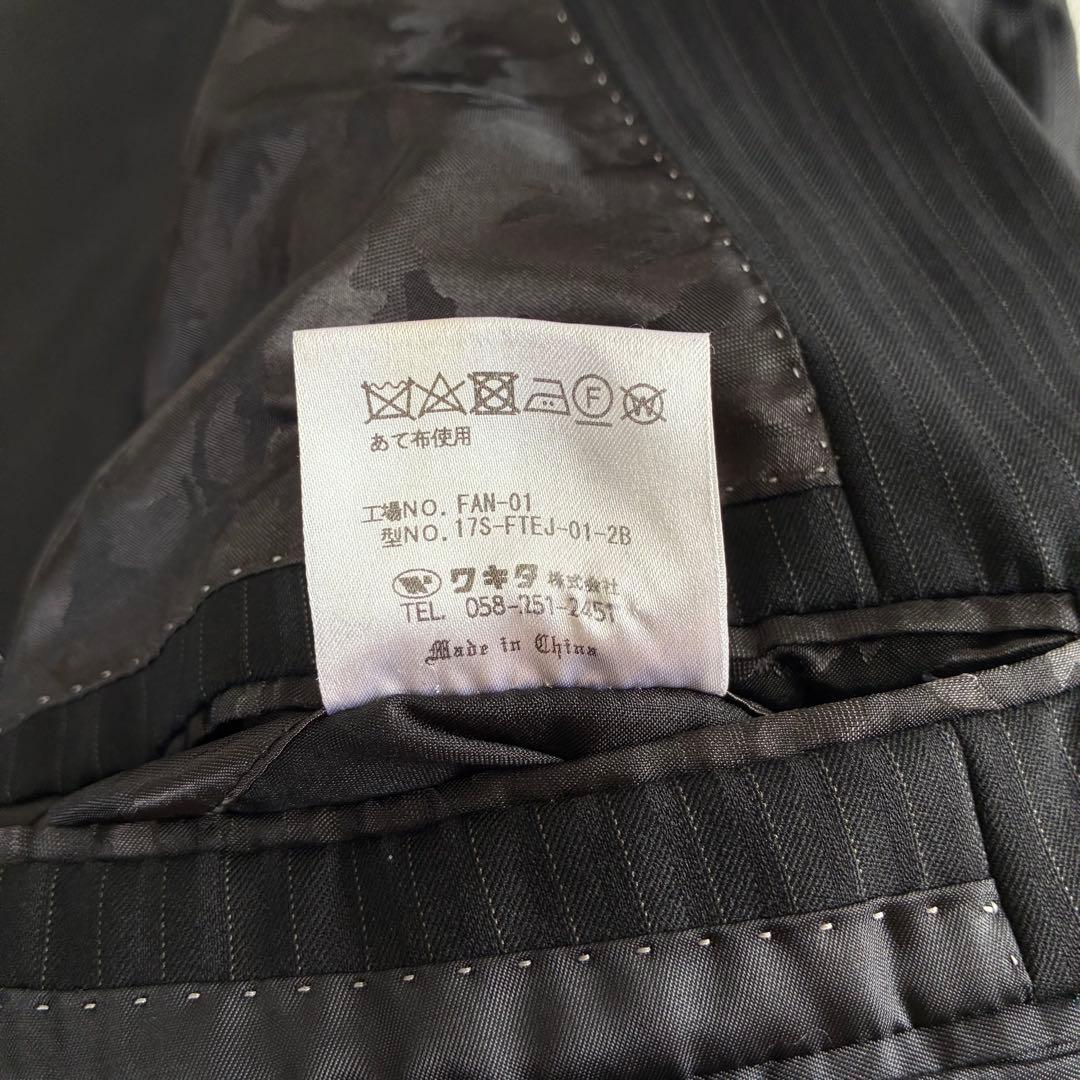 F W
あて布使用
工場NO. FAN-01
型NO. 17S-FTEJ-01-2B
W ワキタ 株式会社
TEL. 058-251-2451
Made in China